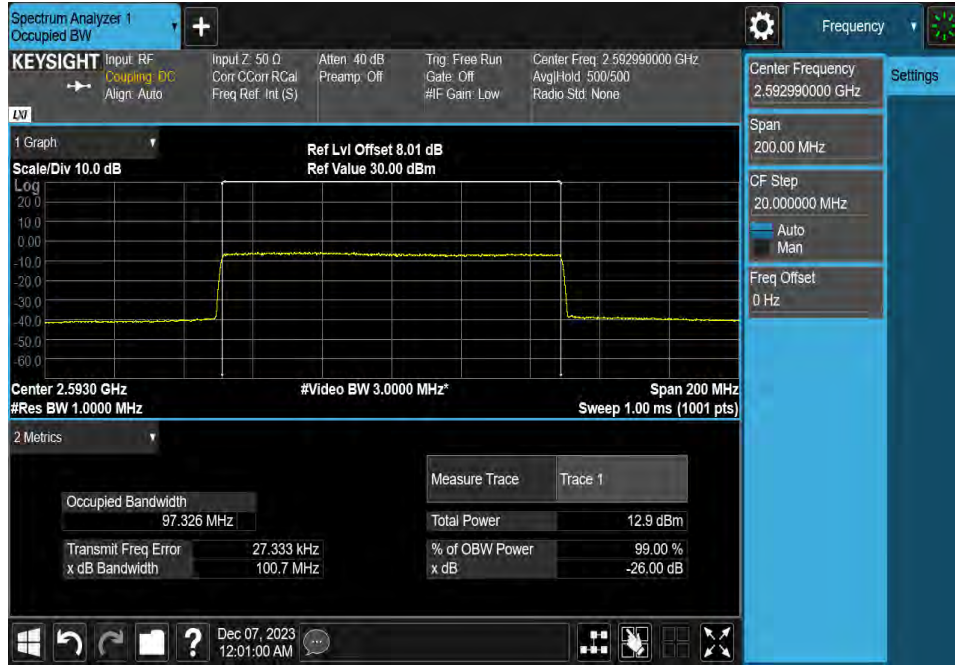 Spectrum Analyzer 1
Occupied BW
+
Frequency
KEYSIGHT
Input: RF
Coupling: DC
Align: Auto
Input Z: 50 Ω
Corr CCorr RCal
Freq Ref: Int (S)
Atten: 40 dB
Preamp: Off
Trig: Free Run
Gate: Off
#IF Gain: Low
Center Freq: 2.592990000 GHz
Avg|Hold: 500/500
Radio Std: None
LXI
Center Frequency
2.592990000 GHz
Settings
Span
200.00 MHz
CF Step
20.000000 MHz
Auto
Man
Freq Offset
0 Hz
1 Graph
Scale/Div 10.0 dB
Ref Lvl Offset 8.01 dB
Ref Value 30.00 dBm
Log
20.0
10.0
0.00
-10.0
-20.0
-30.0
-40.0
-50.0
-60.0
Center 2.5930 GHz
#Res BW 1.0000 MHz
#Video BW 3.0000 MHz*
Span 200 MHz
Sweep 1.00 ms (1001 pts)
2 Metrics
Measure Trace
Trace 1
Occupied Bandwidth
97.326 MHz
Total Power
12.9 dBm
Transmit Freq Error
27.333 kHz
% of OBW Power
99.00 %
x dB Bandwidth
100.7 MHz
x dB
-26.00 dB
?
Dec 07, 2023
12:01:00 AM